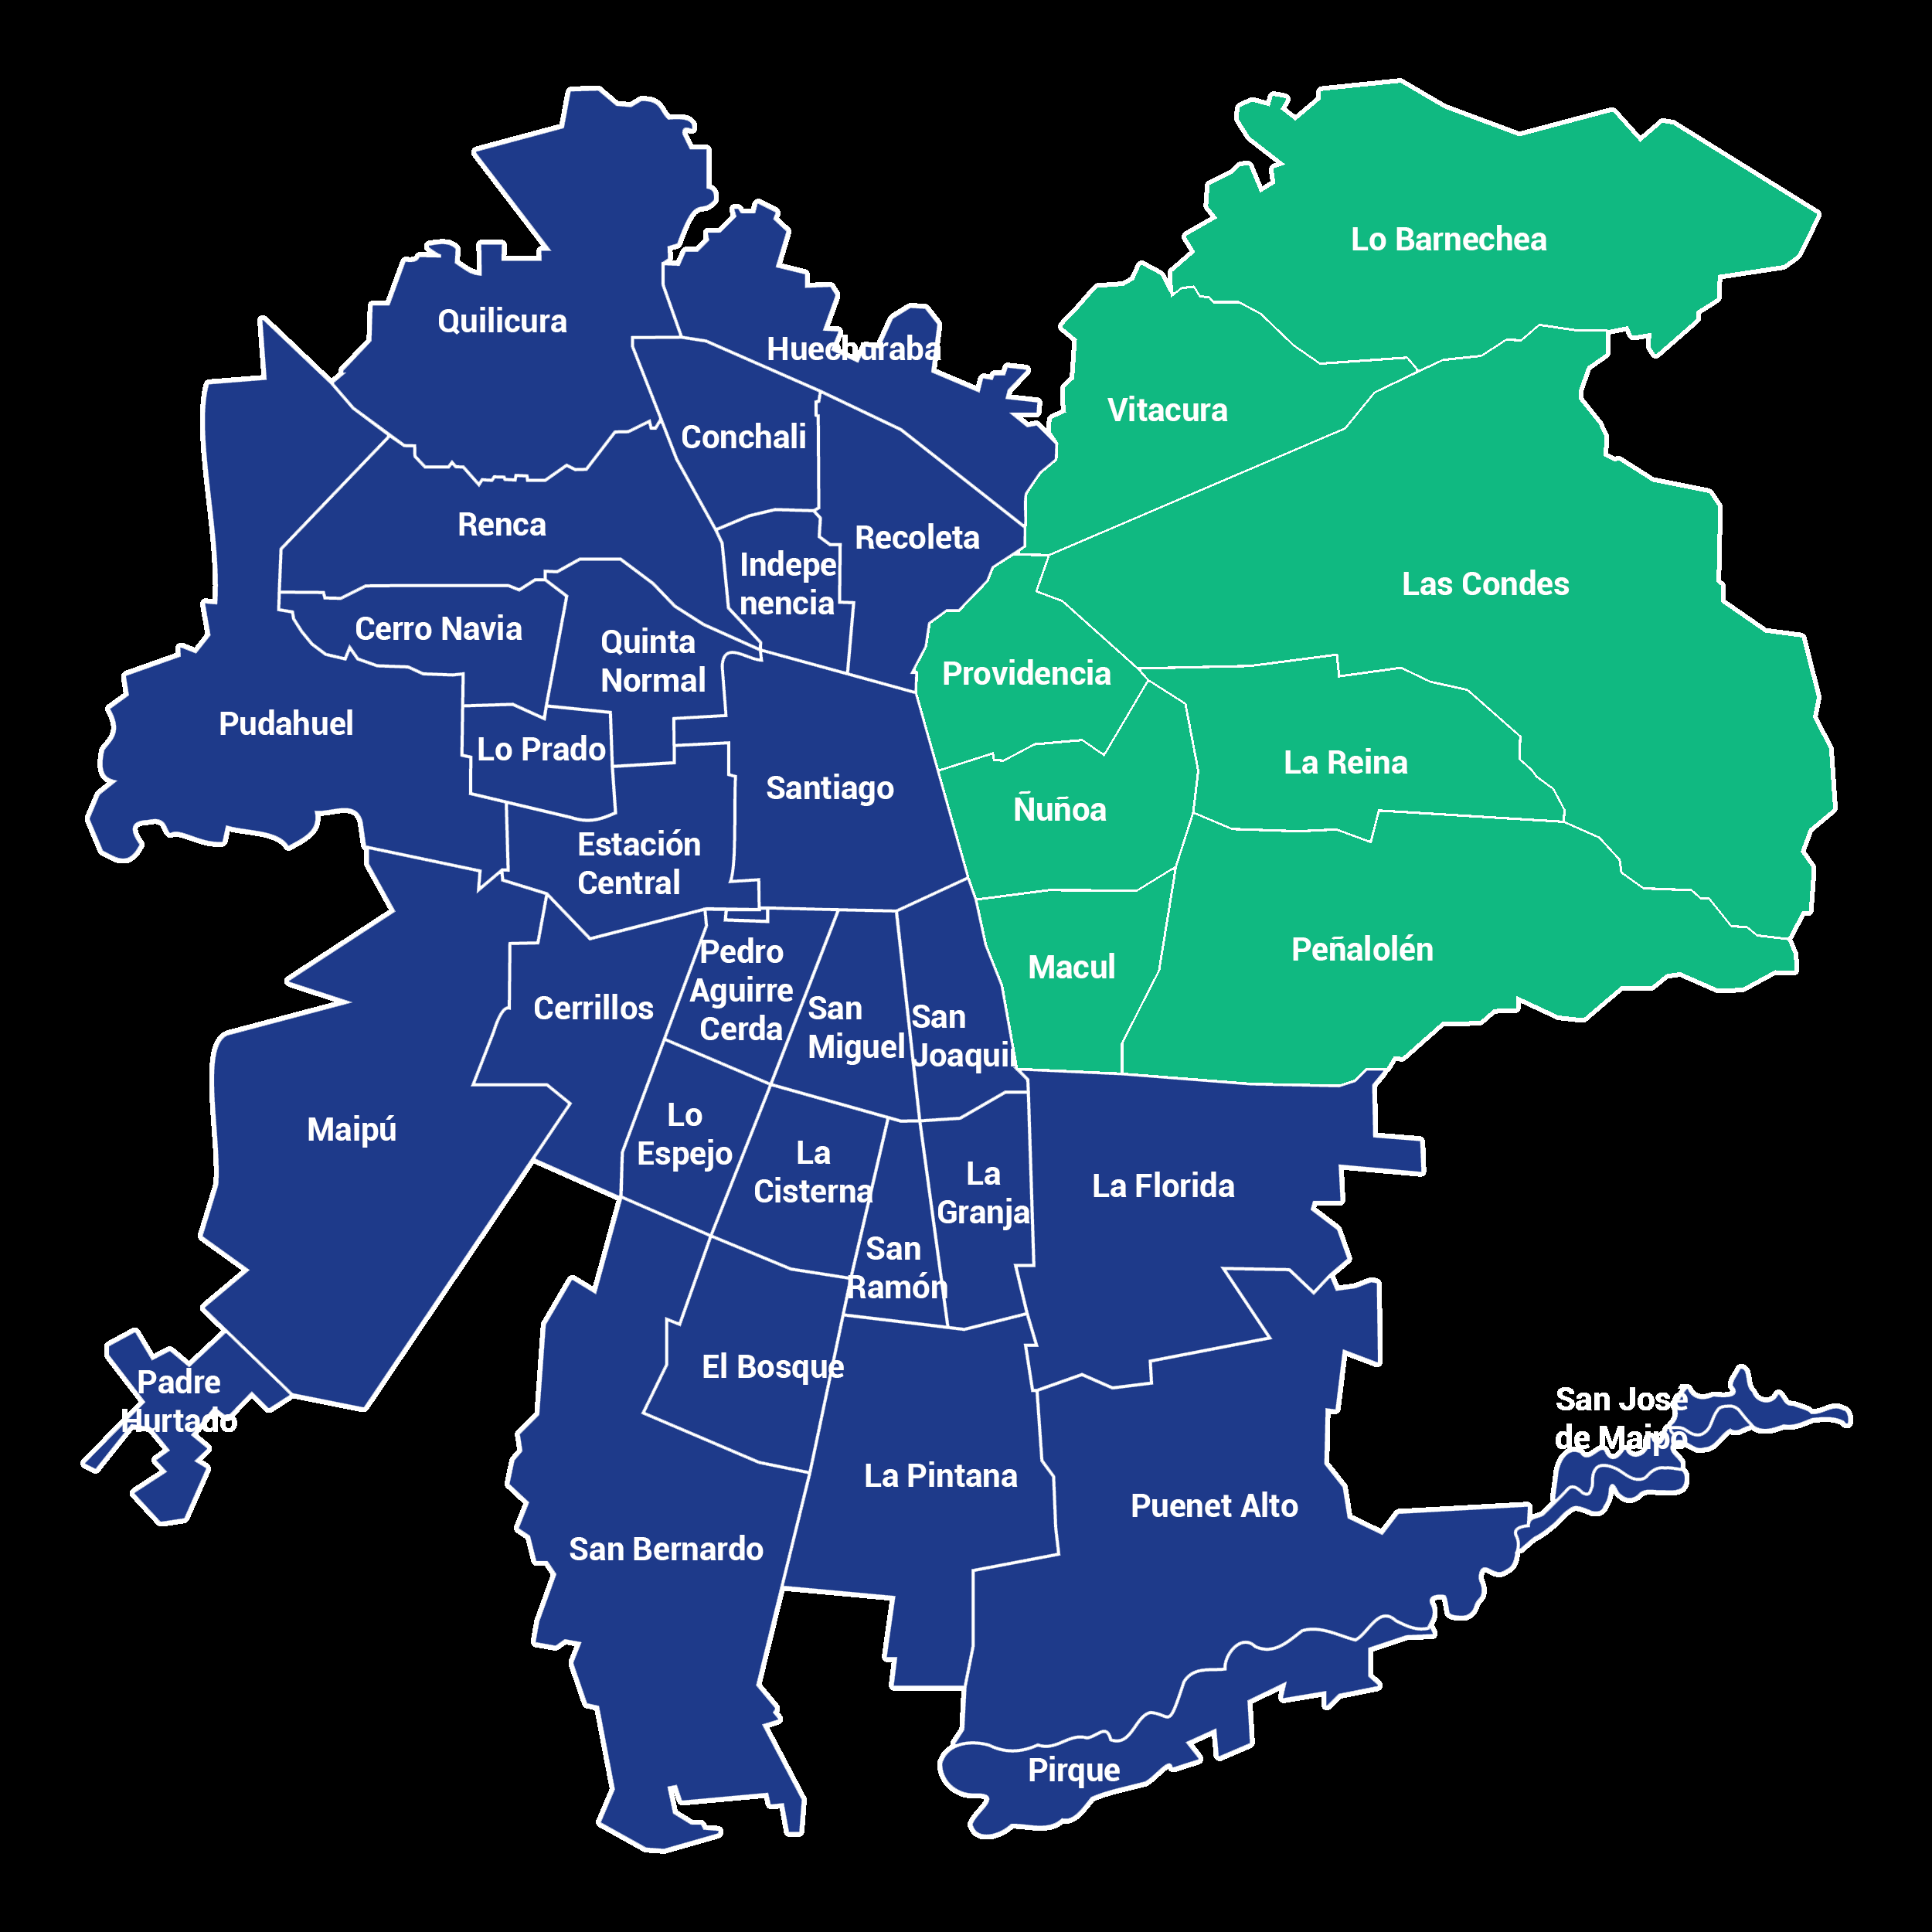 Lo Barnechea
Quilicura
Huechuraba
Vitacura
Conchali
Renca
Recoleta
Indepe
nencia
Las Condes
Cerro Navia
Quinta
Normal
Providencia
Pudahuel
Lo Prado
Santiago
La Reina
Ñuñoa
Estación
Central
Pedro
Aguirre
Cerda
Macul
Peñalolén
Cerrillos
San
Miguel
San
Joaquin
Maipú
Lo
Espejo
La
Cisterna
La
Granja
La Florida
San
Ramón
El Bosque
Padre
Hurtado
San José
de Maipo
La Pintana
Puenet Alto
San Bernardo
Pirque